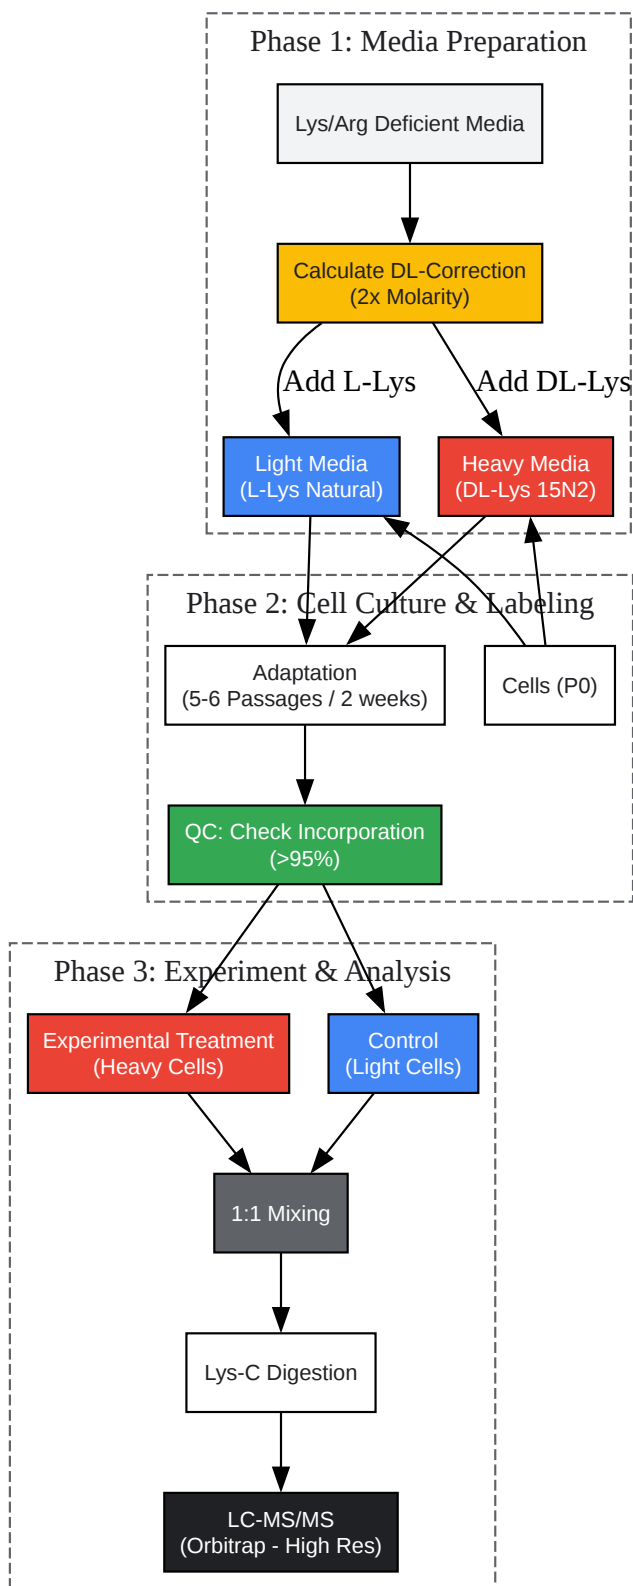 Phase 1: Media Preparation
Lys/Arg Deficient Media
Calculate DL-Correction
(2x Molarity)
Add L-Lys
Add DL-Lys
Light Media
(L-Lys Natural)
Heavy Media
(DL-Lys 15N2)
Phase 2: Cell Culture & Labeling
Adaptation
(5-6 Passages / 2 weeks)
Cells (P0)
QC: Check Incorporation
(>95%)
Phase 3: Experiment & Analysis
Experimental Treatment
(Heavy Cells)
Control
(Light Cells)
1:1 Mixing
Lys-C Digestion
LC-MS/MS
(Orbitrap - High Res)